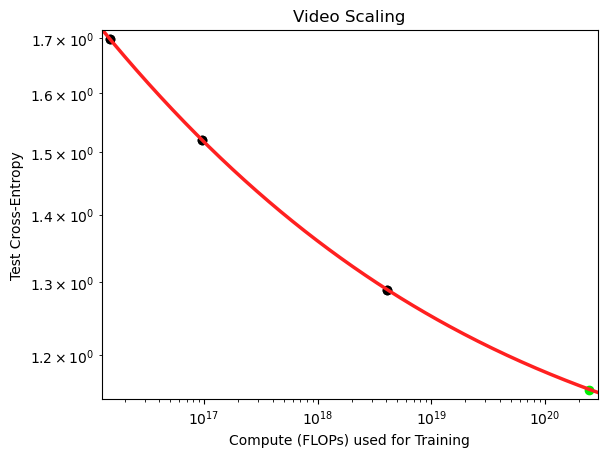 Video Scaling
Test Cross-Entropy
1.7 × 10⁰
1.6 × 10⁰
1.5 × 10⁰
1.4 × 10⁰
1.3 × 10⁰
1.2 × 10⁰
10¹⁷ 10¹⁸ 10¹⁹ 10²⁰
Compute (FLOPs) used for Training